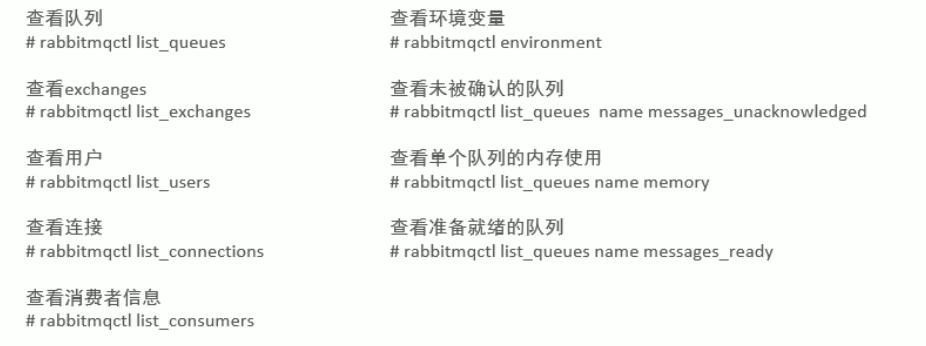 查看队列
# rabbitmqctl list_queues
查看exchanges
# rabbitmqctl list_exchanges
查看用户
# rabbitmqctl list_users
查看连接
# rabbitmqctl list_connections
查看消费者信息
# rabbitmqctl list_consumers
查看环境变量
# rabbitmqctl environment
查看未被确认的队列
# rabbitmqctl list_queues  name messages_unacknowledged
查看单个队列的内存使用
# rabbitmqctl list_queues name memory
查看准备就绪的队列
# rabbitmqctl list_queues name messages_ready